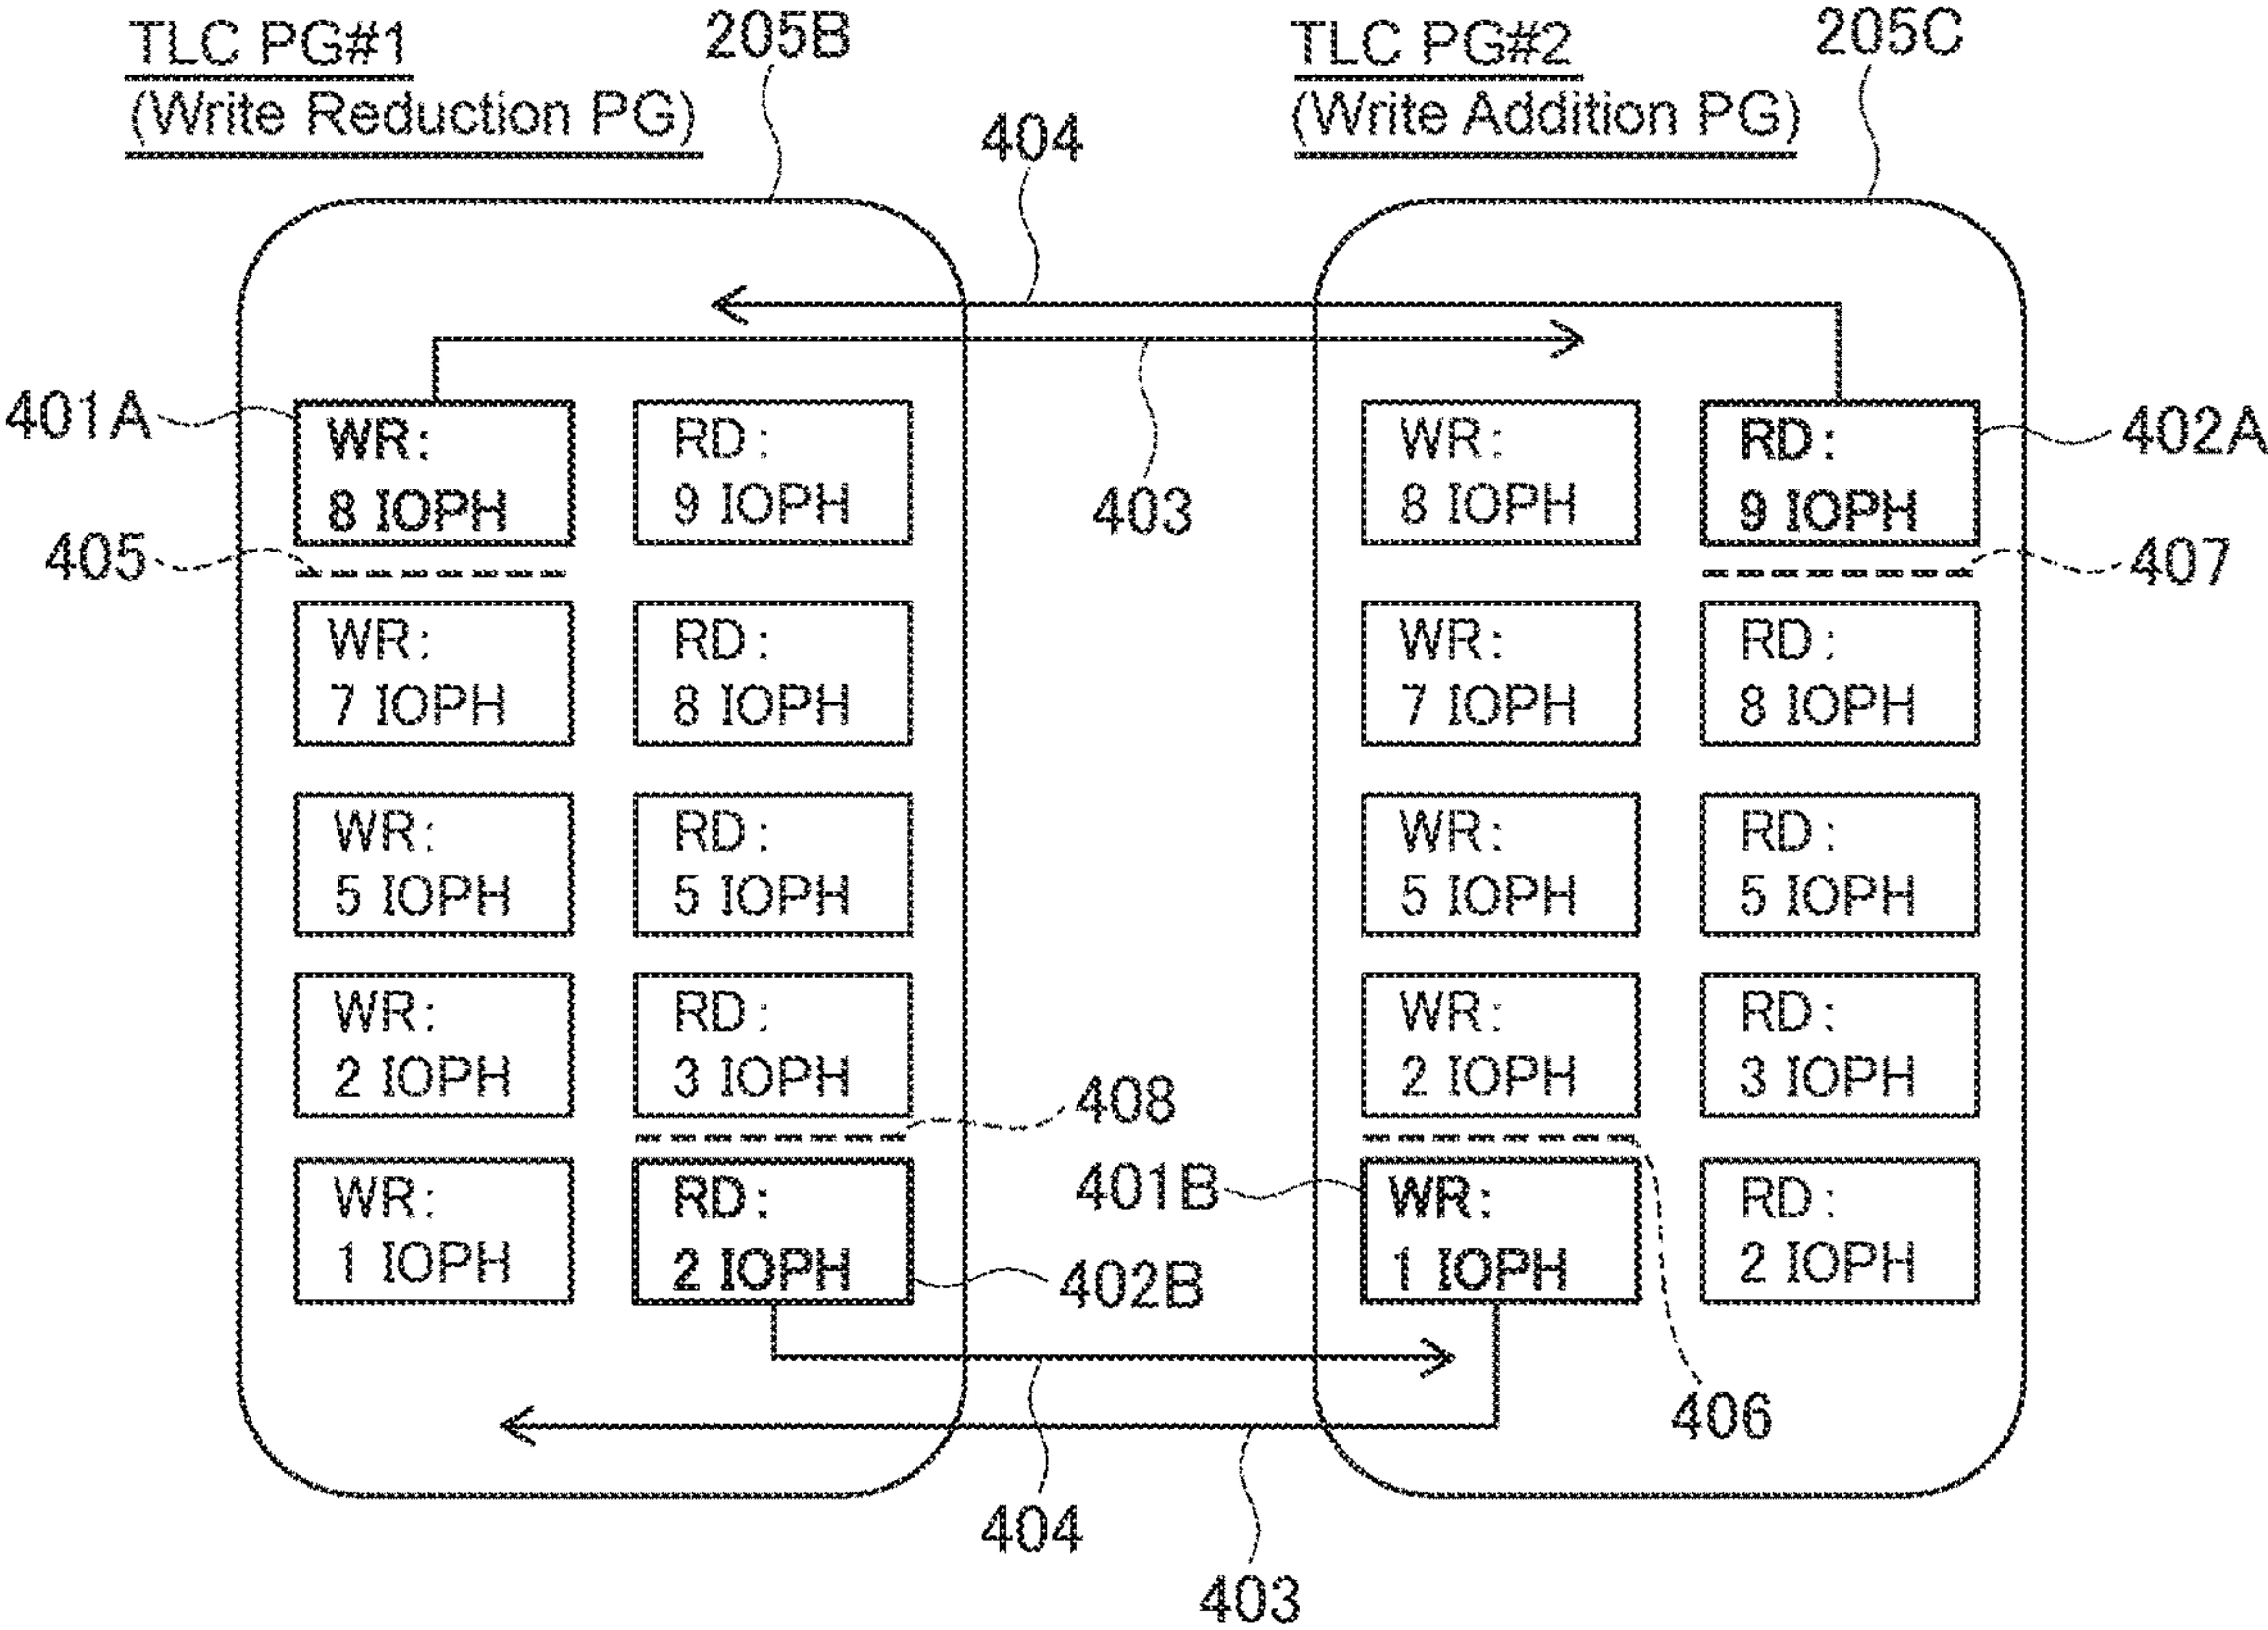 TLC PG#1
(Write Reduction PG)
205B
TLC PG#2
(Write Addition PG)
205C
404
403
401A
WR:
8 IOPH
RD:
9 IOPH
WR:
8 IOPH
RD:
9 IOPH
402A
405
407
WR:
7 IOPH
RD:
8 IOPH
WR:
7 IOPH
RD:
8 IOPH
WR:
5 IOPH
RD:
5 IOPH
WR:
5 IOPH
RD:
5 IOPH
WR:
2 IOPH
RD:
3 IOPH
WR:
2 IOPH
RD:
3 IOPH
408
401B
WR:
1 IOPH
RD:
2 IOPH
WR:
1 IOPH
RD:
2 IOPH
402B
406
404
403